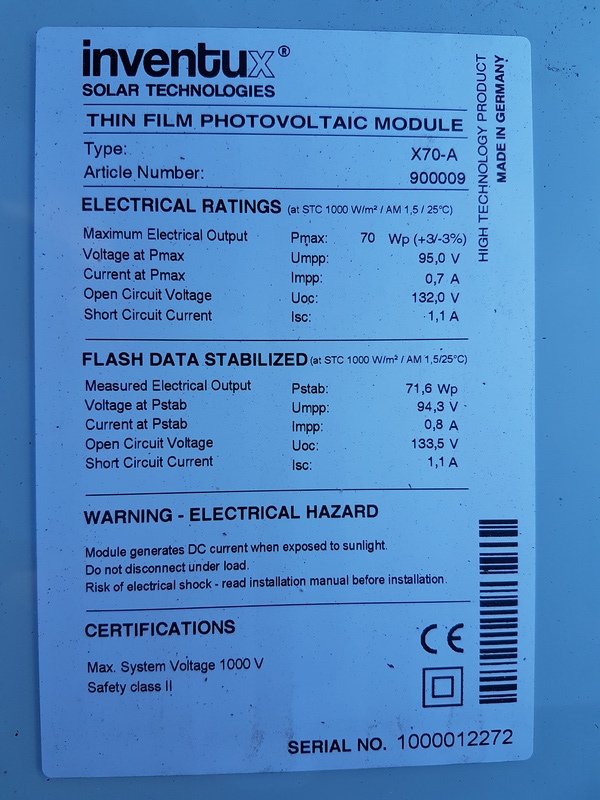 inventux®
SOLAR TECHNOLOGIES
THIN FILM PHOTOVOLTAIC MODULE
Type: X70-A
Article Number: 900009
ELECTRICAL RATINGS (at STC 1000 W/m² / AM 1,5 / 25°C)
Maximum Electrical Output Pmax: 70 Wp (+3/-3%)
Voltage at Pmax Umpp: 95,0 V
Current at Pmax Impp: 0,7 A
Open Circuit Voltage Uoc: 132,0 V
Short Circuit Current Isc: 1,1 A
FLASH DATA STABILIZED (at STC 1000 W/m² / AM 1,5/25°C)
Measured Electrical Output Pstab: 71,6 Wp
Voltage at Pstab Umpp: 94,3 V
Current at Pstab Impp: 0,8 A
Open Circuit Voltage Uoc: 133,5 V
Short Circuit Current Isc: 1,1 A
WARNING - ELECTRICAL HAZARD
Module generates DC current when exposed to sunlight.
Do not disconnect under load.
Risk of electrical shock - read installation manual before installation.
CERTIFICATIONS
CE
Max. System Voltage 1000 V
Safety class II
SERIAL NO. 1000012272
HIGH TECHNOLOGY PRODUCT
MADE IN GERMANY